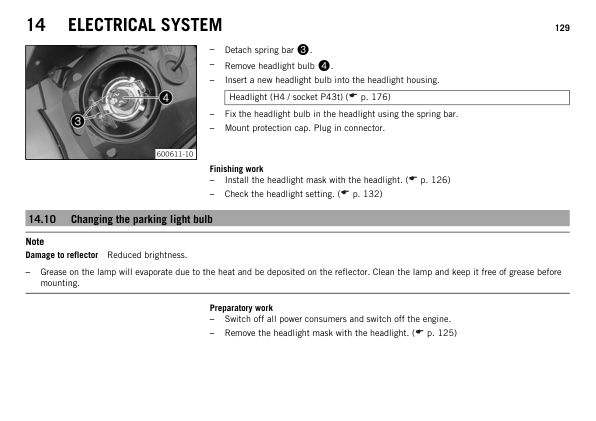 14 ELECTRICAL SYSTEM 129
– Detach spring bar 3.
– Remove headlight bulb 4.
– Insert a new headlight bulb into the headlight housing.
Headlight (H4 / socket P43t) (☛ p. 176)
– Fix the headlight bulb in the headlight using the spring bar.
– Mount protection cap. Plug in connector.
4
3
600611-10
Finishing work
– Install the headlight mask with the headlight. (☛ p. 126)
– Check the headlight setting. (☛ p. 132)
14.10 Changing the parking light bulb
Note
Damage to reflector Reduced brightness.
– Grease on the lamp will evaporate due to the heat and be deposited on the reflector. Clean the lamp and keep it free of grease before
mounting.
Preparatory work
– Switch off all power consumers and switch off the engine.
– Remove the headlight mask with the headlight. (☛ p. 125)